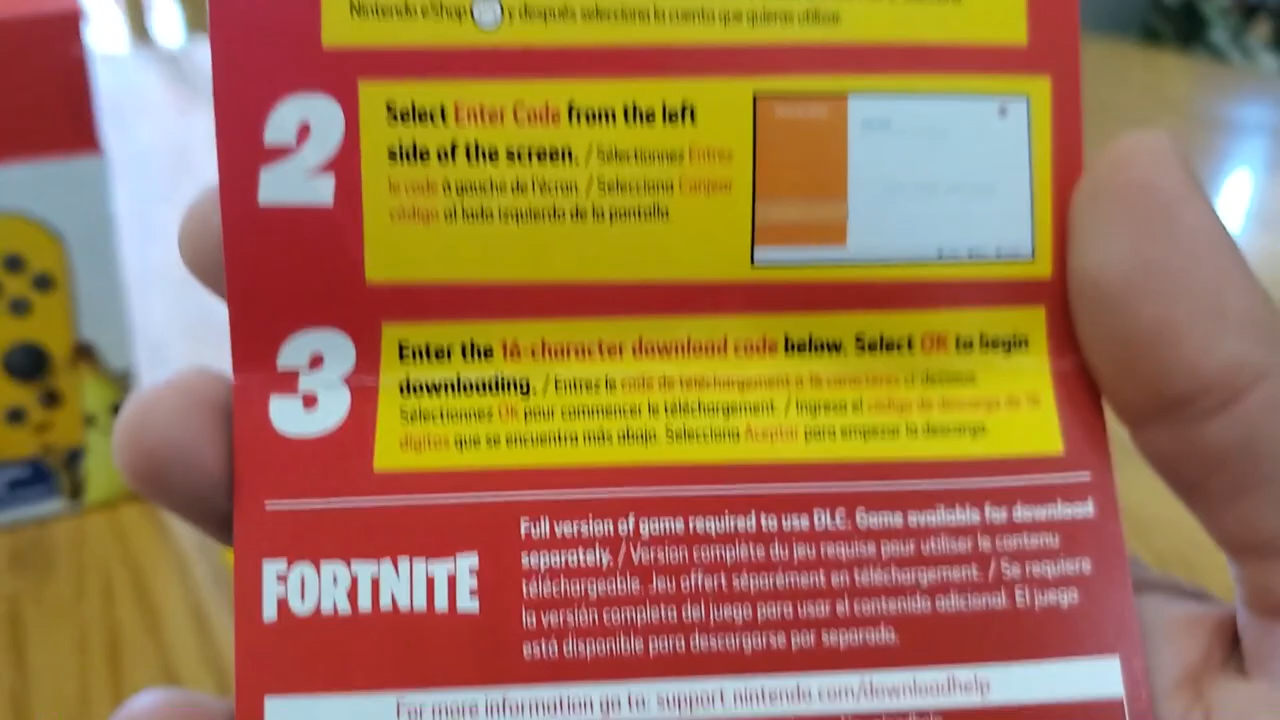 Nintendo eShop y después selecciona la cuenta que quieras utilizar.
2
Select Enter Code from the left
side of the screen. / Sélectionnez Entrez
le code à gauche de l'écran. / Selecciona Canjear
código al lado izquierdo de la pantalla.
3
Enter the 16-character download code below. Select OK to begin
downloading. / Entrez le code de téléchargement à 16 caractères ci-dessous.
Sélectionnez OK pour commencer le téléchargement. / Ingresa el código de descarga de 16
dígitos que se encuentra más abajo. Selecciona Aceptar para empezar la descarga.
FORTNITE
Full version of game required to use DLC. Game available for download
separately. / Version complète du jeu requise pour utiliser le contenu
téléchargeable. Jeu offert séparément en téléchargement. / Se requiere
la versión completa del juego para usar el contenido adicional. El juego
está disponible para descargarse por separado.
For more information go to: support.nintendo.com/downloadhelp